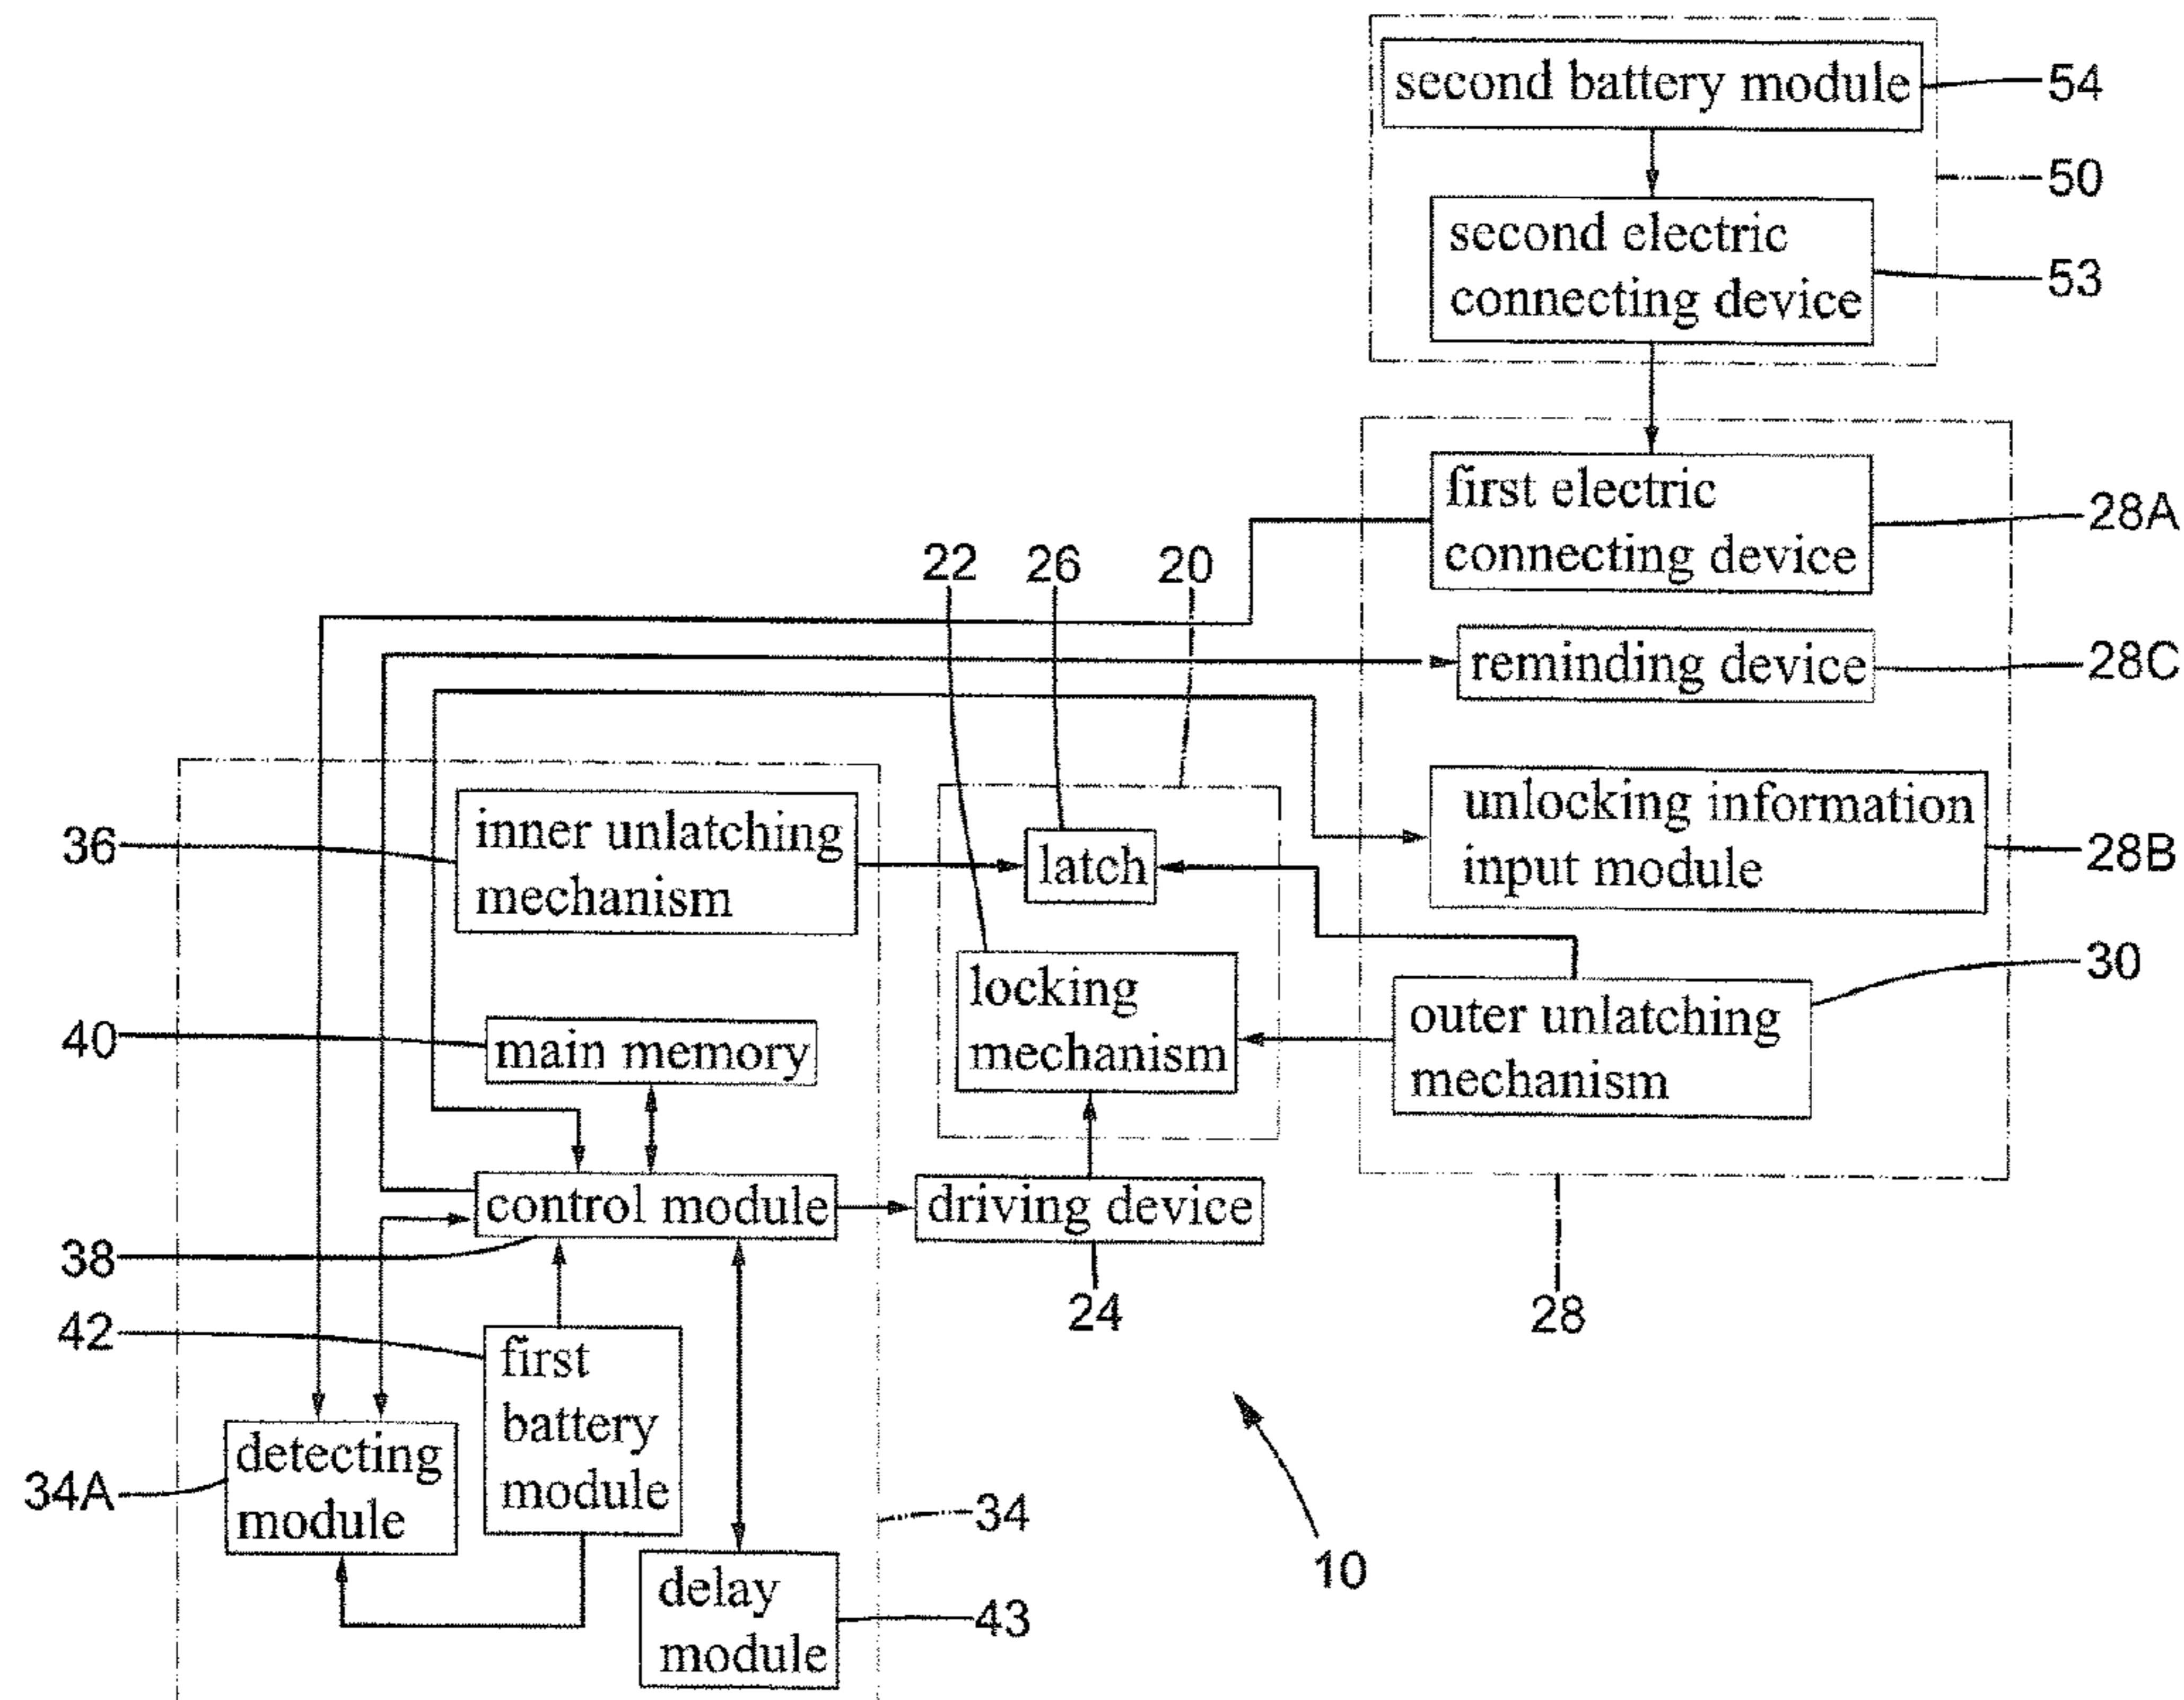 second battery module
54
50
second electric
connecting device
53
first electric
connecting device
28A
22
26
20
reminding device
28C
inner unlatching
mechanism
36
latch
unlocking information
input module
28B
locking
mechanism
outer unlatching
mechanism
30
40
main memory
control module
driving device
38
24
28
42
first
battery
module
detecting
module
34A
34
delay
module
43
10